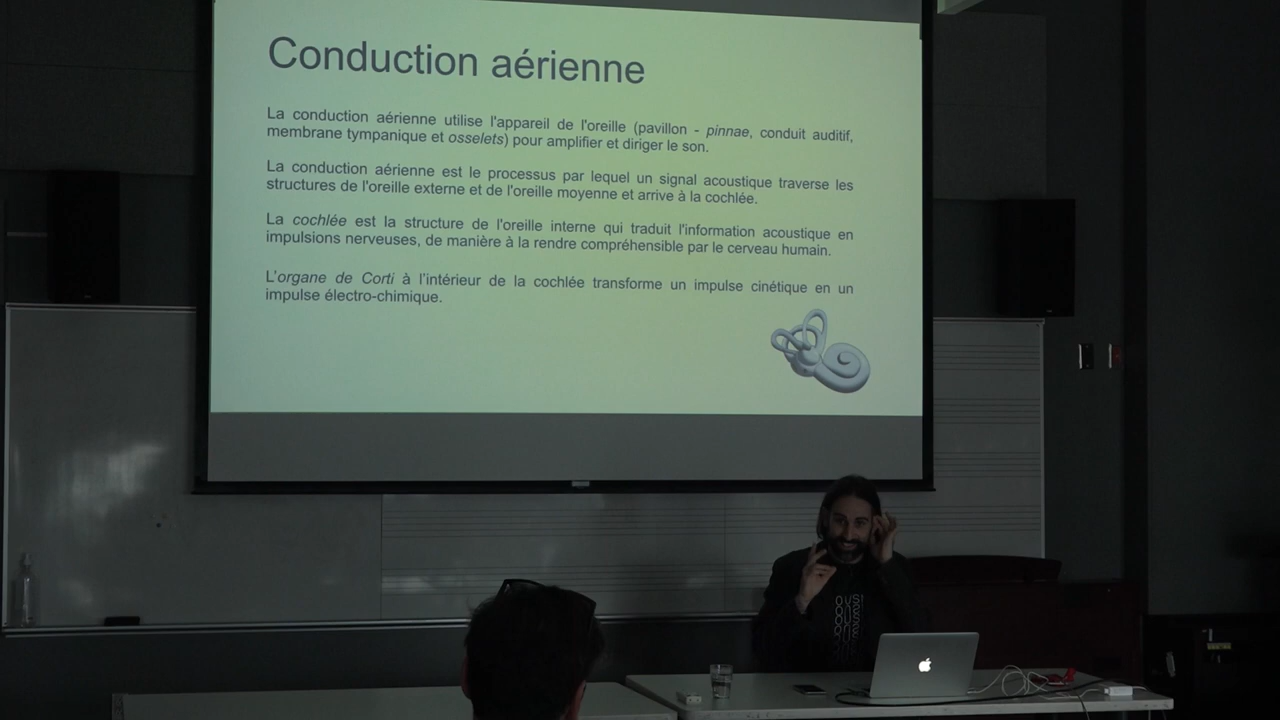 Conduction aérienne
La conduction aérienne utilise l'appareil de l'oreille (pavillon - pinnae, conduit auditif,
membrane tympanique et osselets) pour amplifier et diriger le son.
La conduction aérienne est le processus par lequel un signal acoustique traverse les
structures de l'oreille externe et de l'oreille moyenne et arrive à la cochlée.
La cochlée est la structure de l'oreille interne qui traduit l'information acoustique en
impulsions nerveuses, de manière à la rendre compréhensible par le cerveau humain.
L'organe de Corti à l'intérieur de la cochlée transforme un impulse cinétique en un
impulse électro-chimique.